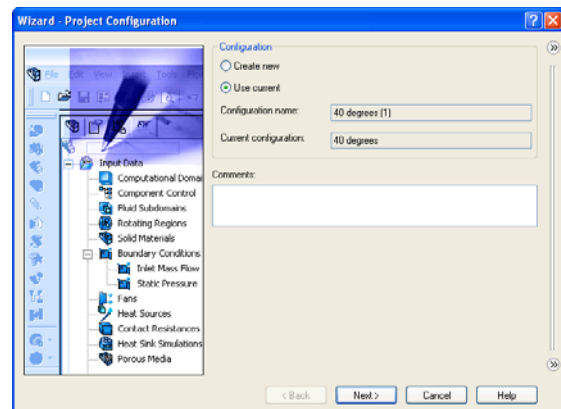 Wizard - Project Configuration
File Edit View Insert Tools
Input Data
Computational Domai
Component Control
Fluid Subdomains
Rotating Regions
Solid Materials
Boundary Conditions
Inlet Mass Flow
Static Pressure
Fans
Heat Sources
Contact Resistances
Heat Sink Simulations
Porous Media
Configuration
Create new
Use current
Configuration name:
40 degrees (1)
Current configuration:
40 degrees
Comments:
< Back
Next >
Cancel
Help